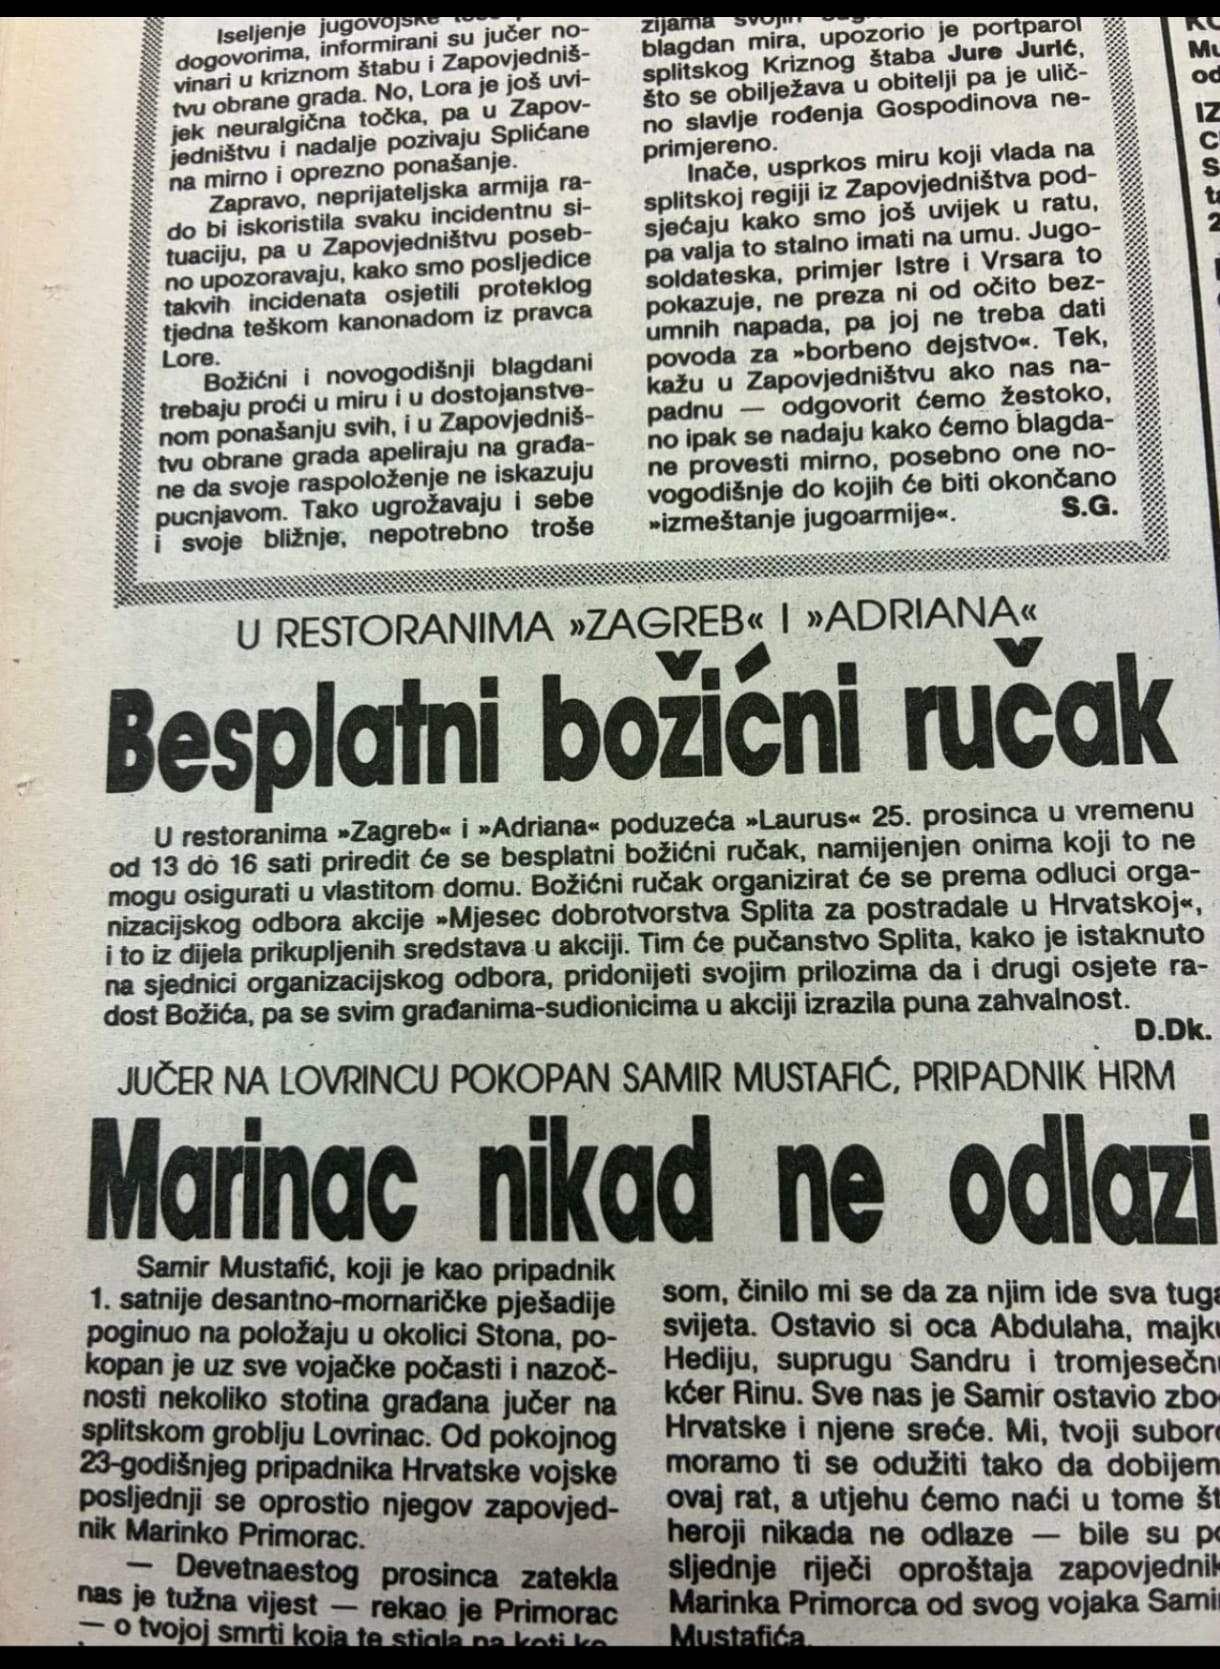 Iseljenje jugovojske
dogovorima, informirani su jučer no-
vinari u kriznom štabu i Zapovjedniš-
tvu obrane grada. No, Lora je još uvi-
jek neuralgična točka, pa u Zapov-
jedništvu i nadalje pozivaju Splićane
na mirno i oprezno ponašanje.
Zapravo, neprijateljska armija ra-
do bi iskoristila svaku incidentnu si-
tuaciju, pa u Zapovjedništvu poseb-
no upozoravaju, kako smo posljedice
takvih incidenata osjetili proteklog
tjedna teškom kanonadom iz pravca
Lore.
Božićni i novogodišnji blagdani
trebaju proći u miru i u dostojanstve-
nom ponašanju svih, i u Zapovjedniš-
tvu obrane grada apeliraju na građa-
ne da svoje raspoloženje ne iskazuju
pucnjavom. Tako ugrožavaju i sebe
i svoje bližnje, nepotrebno troše
zijama svojih
blagdan mira, upozorio je portparol
splitskog Kriznog štaba Jure Jurić,
što se obilježava u obitelji pa je ulič-
no slavlje rođenja Gospodinova ne-
primjereno.
Inače, usprkos miru koji vlada na
splitskoj regiji iz Zapovjedništva pod-
sjećaju kako smo još uvijek u ratu,
pa valja to stalno imati na umu. Jugo-
soldateska, primjer Istre i Vrsara to
pokazuje, ne preza ni od očito bez-
umnih napada, pa joj ne treba dati
povoda za »borbeno dejstvo«. Tek,
kažu u Zapovjedništvu ako nas na-
padnu — odgovorit ćemo žestoko,
no ipak se nadaju kako ćemo blagda-
ne provesti mirno, posebno one no-
vogodišnje do kojih će biti okončano
»izmeštanje jugoarmije«. S.G.
U RESTORANIMA »ZAGREB« I »ADRIANA«
Besplatni božićni ručak
U restoranima »Zagreb« i »Adriana« poduzeća »Laurus« 25. prosinca u vremenu
od 13 do 16 sati priredit će se besplatni božićni ručak, namijenjen onima koji to ne
mogu osigurati u vlastitom domu. Božićni ručak organizirat će se prema odluci orga-
nizacijskog odbora akcije »Mjesec dobrotvorstva Splita za postradale u Hrvatskoj«,
i to iz dijela prikupljenih sredstava u akciji. Tim će pučanstvo Splita, kako je istaknuto
na sjednici organizacijskog odbora, pridonijeti svojim prilozima da i drugi osjete ra-
dost Božića, pa se svim građanima-sudionicima u akciji izrazila puna zahvalnost.
D.Dk.
JUČER NA LOVRINCU POKOPAN SAMIR MUSTAFIĆ, PRIPADNIK HRM
Marinac nikad ne odlazi
Samir Mustafić, koji je kao pripadnik
1. satnije desantno-mornaričke pješadije
poginuo na položaju u okolici Stona, po-
kopan je uz sve vojačke počasti i nazoč-
nosti nekoliko stotina građana jučer na
splitskom groblju Lovrinac. Od pokojnog
23-godišnjeg pripadnika Hrvatske vojske
posljednji se oprostio njegov zapovjed-
nik Marinko Primorac.
— Devetnaestog prosinca zatekla
nas je tužna vijest — rekao je Primorac
— o tvojoj smrti koja te stigla na koti ko
som, činilo mi se da za njim ide sva tuga
svijeta. Ostavio si oca Abdulaha, majku
Hediju, suprugu Sandru i tromjesečnu
kćer Rinu. Sve nas je Samir ostavio zbog
Hrvatske i njene sreće. Mi, tvoji subor
moramo ti se odužiti tako da dobijem
ovaj rat, a utjehu ćemo naći u tome št
heroji nikada ne odlaze — bile su po
sljednje riječi oproštaja zapovjednik
Marinka Primorca od svog vojaka Samir
Mustafića.